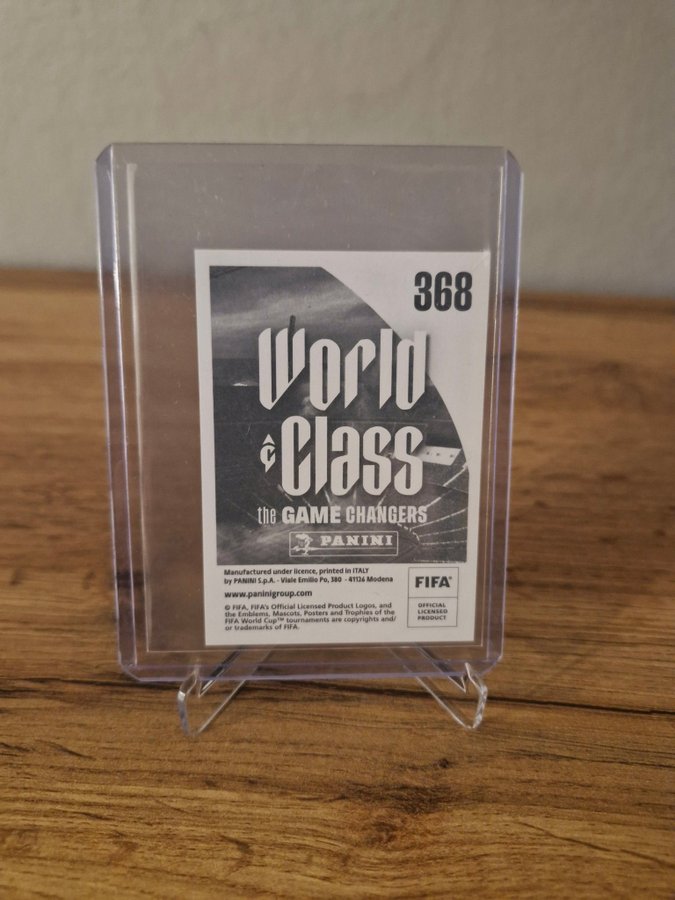 368
World
Class
the GAME CHANGERS
PANINI
Manufactured under licence, printed in ITALY
by PANINI S.p.A. - Viale Emilio Po, 380 - 41126 Modena
www.paninigroup.com
© FIFA, FIFA's Official Licensed Product Logos, and
the Emblems, Mascots, Posters and Trophies of the
FIFA World Cup™ tournaments are copyrights and/
or trademarks of FIFA.
FIFA®
OFFICIAL
LICENSED
PRODUCT